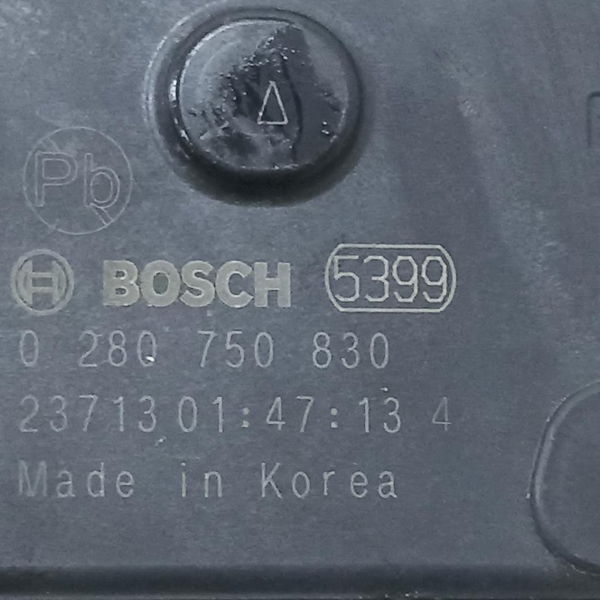 Pb
BOSCH 5399
0 280 750 830
23713 01:47:13 4
Made in Korea